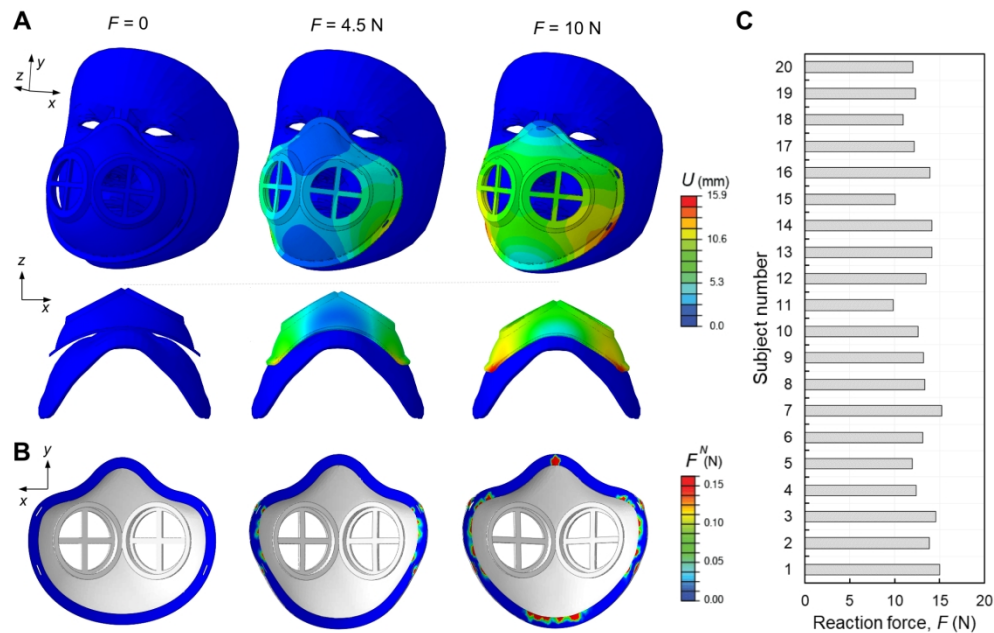 A
F = 0
F = 4.5 N
F = 10 N
y
z
x
U (mm)
15.9
10.6
5.3
0.0
z
x
B
y
x
F^N (N)
0.15
0.10
0.05
0.00
C
Subject number
20
19
18
17
16
15
14
13
12
11
10
9
8
7
6
5
4
3
2
1
0 5 10 15 20
Reaction force, F (N)